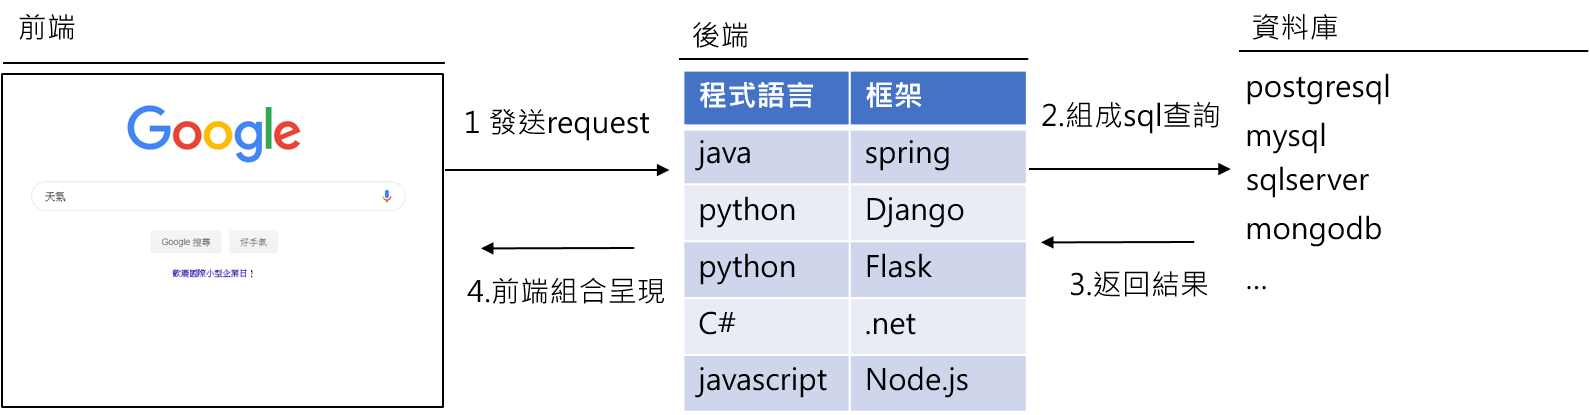 前端
Google
天氣
Google 搜尋
好手氣
歡慶國際小型企業日！
1 發送request
4.前端組合呈現
後端
程式語言 框架
java spring
python Django
python Flask
C# .net
javascript Node.js
2.組成sql查詢
3.返回結果
資料庫
postgresql
mysql
sqlserver
mongodb
...